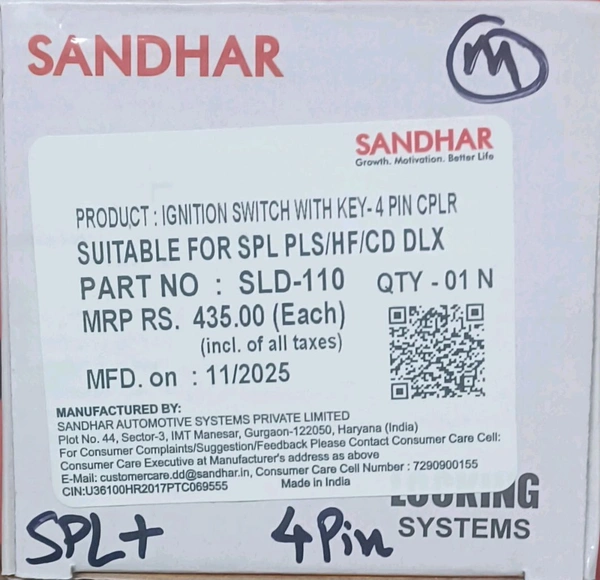 SANDHAR
M
SANDHAR
Growth. Motivation. Better Life
PRODUCT : IGNITION SWITCH WITH KEY- 4 PIN CPLR
SUITABLE FOR SPL PLS/HF/CD DLX
PART NO : SLD-110 QTY - 01 N
MRP RS. 435.00 (Each)
(incl. of all taxes)
MFD. on : 11/2025
MANUFACTURED BY:
SANDHAR AUTOMOTIVE SYSTEMS PRIVATE LIMITED
Plot No. 44, Sector-3, IMT Manesar, Gurgaon-122050, Haryana (India)
For Consumer Complaints/Suggestion/Feedback Please Contact Consumer Care Cell:
Consumer Care Executive at Manufacturer's address as above
E-Mail: customercare.dd@sandhar.in, Consumer Care Cell Number : 7290900155
CIN:U36100HR2017PTC069555 Made in India
LOCKING
SYSTEMS
SPL+ 4 Pin